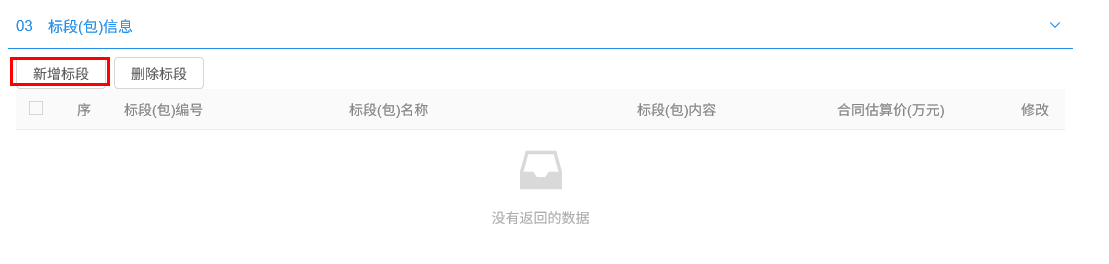 03 标段(包)信息
新增标段 删除标段
序 标段(包)编号 标段(包)名称 标段(包)内容 合同估算价(万元) 修改
没有返回的数据